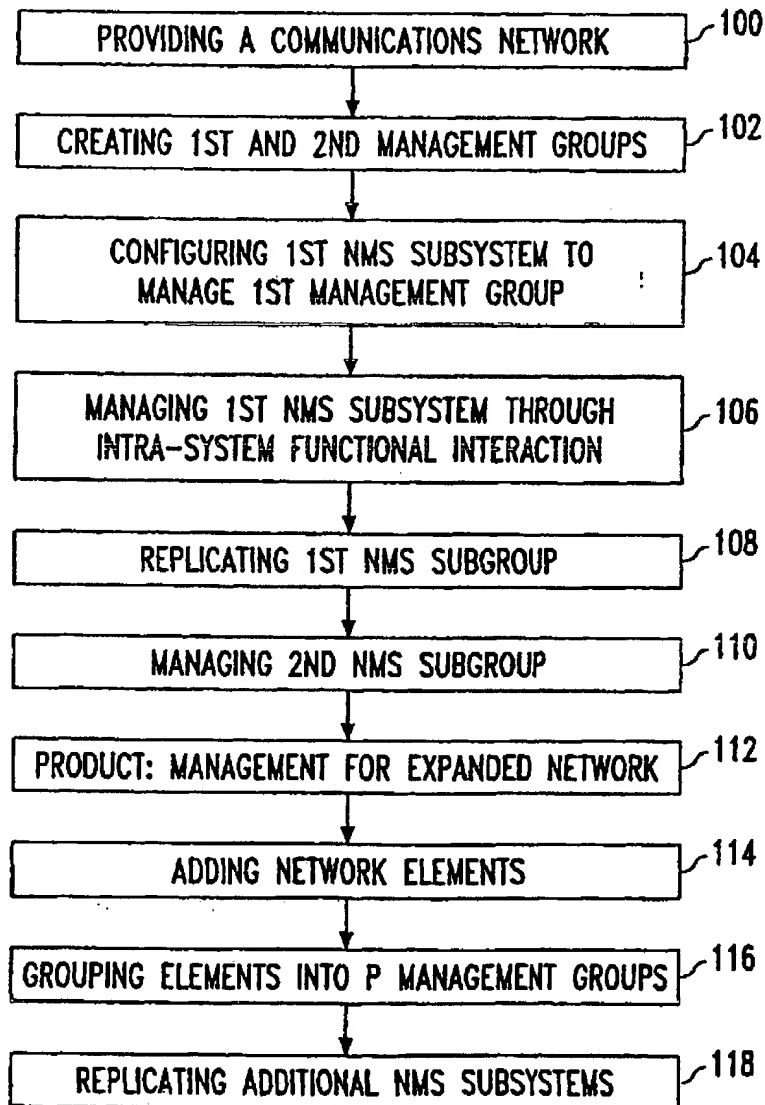 PROVIDING A COMMUNICATIONS NETWORK 100
CREATING 1ST AND 2ND MANAGEMENT GROUPS 102
CONFIGURING 1ST NMS SUBSYSTEM TO
MANAGE 1ST MANAGEMENT GROUP 104
MANAGING 1ST NMS SUBSYSTEM THROUGH
INTRA-SYSTEM FUNCTIONAL INTERACTION 106
REPLICATING 1ST NMS SUBGROUP 108
MANAGING 2ND NMS SUBGROUP 110
PRODUCT: MANAGEMENT FOR EXPANDED NETWORK 112
ADDING NETWORK ELEMENTS 114
GROUPING ELEMENTS INTO P MANAGEMENT GROUPS 116
REPLICATING ADDITIONAL NMS SUBSYSTEMS 118